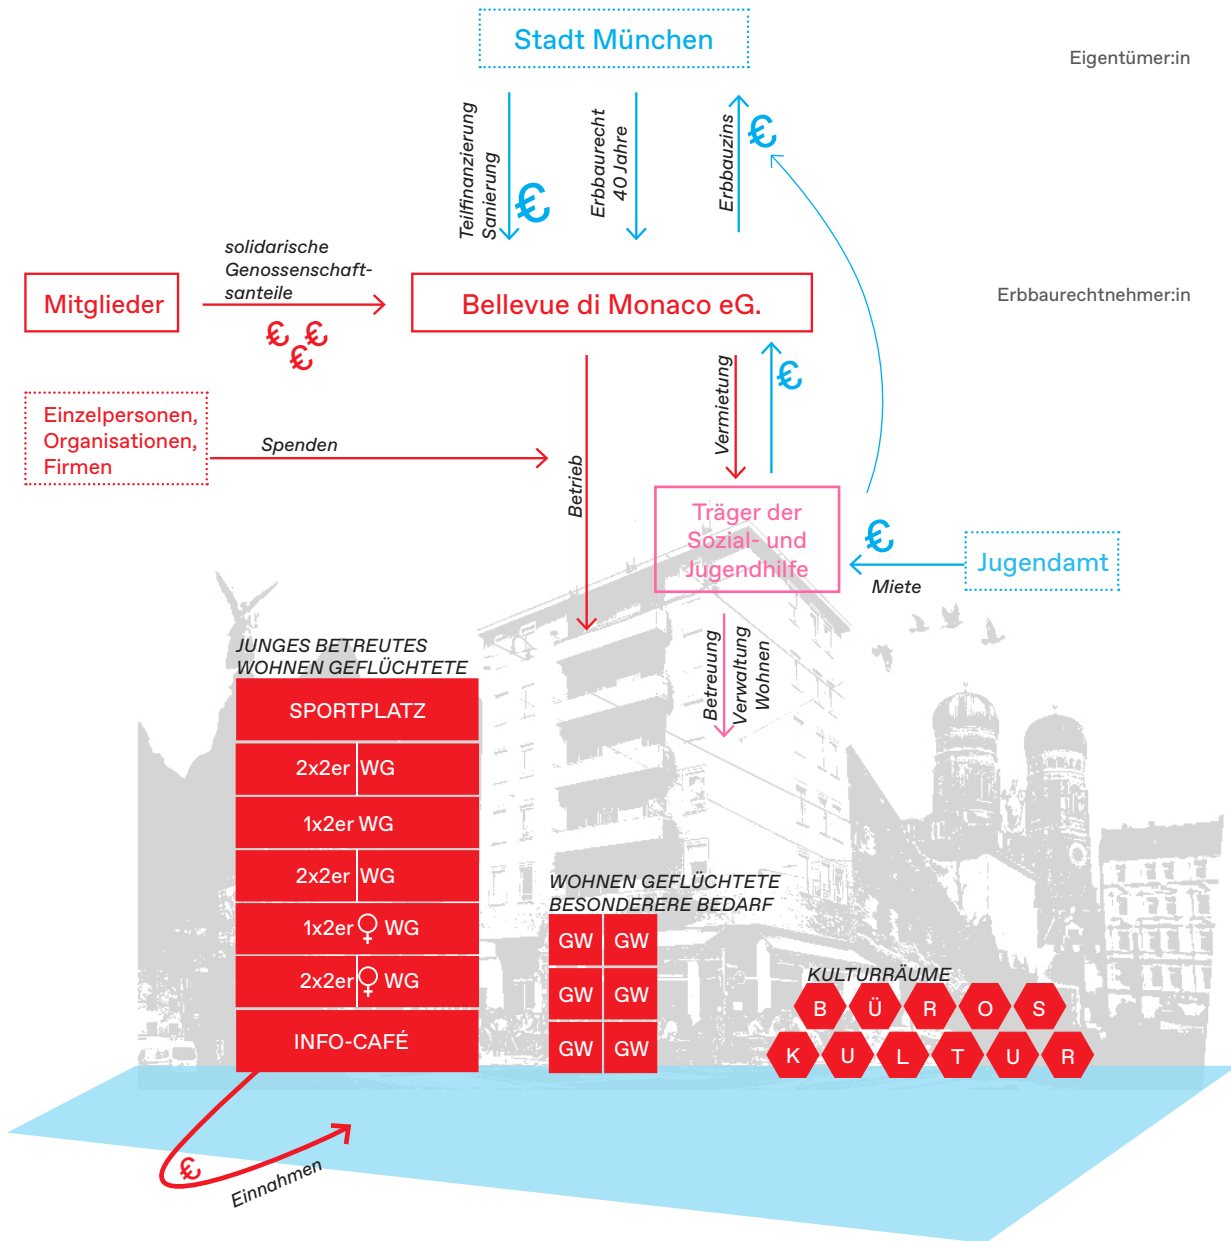 Stadt München
Eigentümer:in
Teilfinanzierung
Sanierung
€
Erbbaurecht
40 Jahre
Erbbauzins
€
solidarische
Genossenschaft-
santeile
Mitglieder
€ €
€
Bellevue di Monaco eG.
Erbbaurechtnehmer:in
Einzelpersonen,
Organisationen,
Firmen
Spenden
Betrieb
Vermietung
€
Träger der
Sozial- und
Jugendhilfe
€
Miete
Jugendamt
Betreuung
Verwaltung
Wohnen
JUNGES BETREUTES
WOHNEN GEFLÜCHTETE
SPORTPLATZ
2x2er WG
1x2er WG
2x2er WG
1x2er ♀ WG
2x2er ♀ WG
INFO-CAFÉ
WOHNEN GEFLÜCHTETE
BESONDERERE BEDARF
GW GW
GW GW
GW GW
KULTURRÄUME
BÜROS
KULTUR
€
Einnahmen